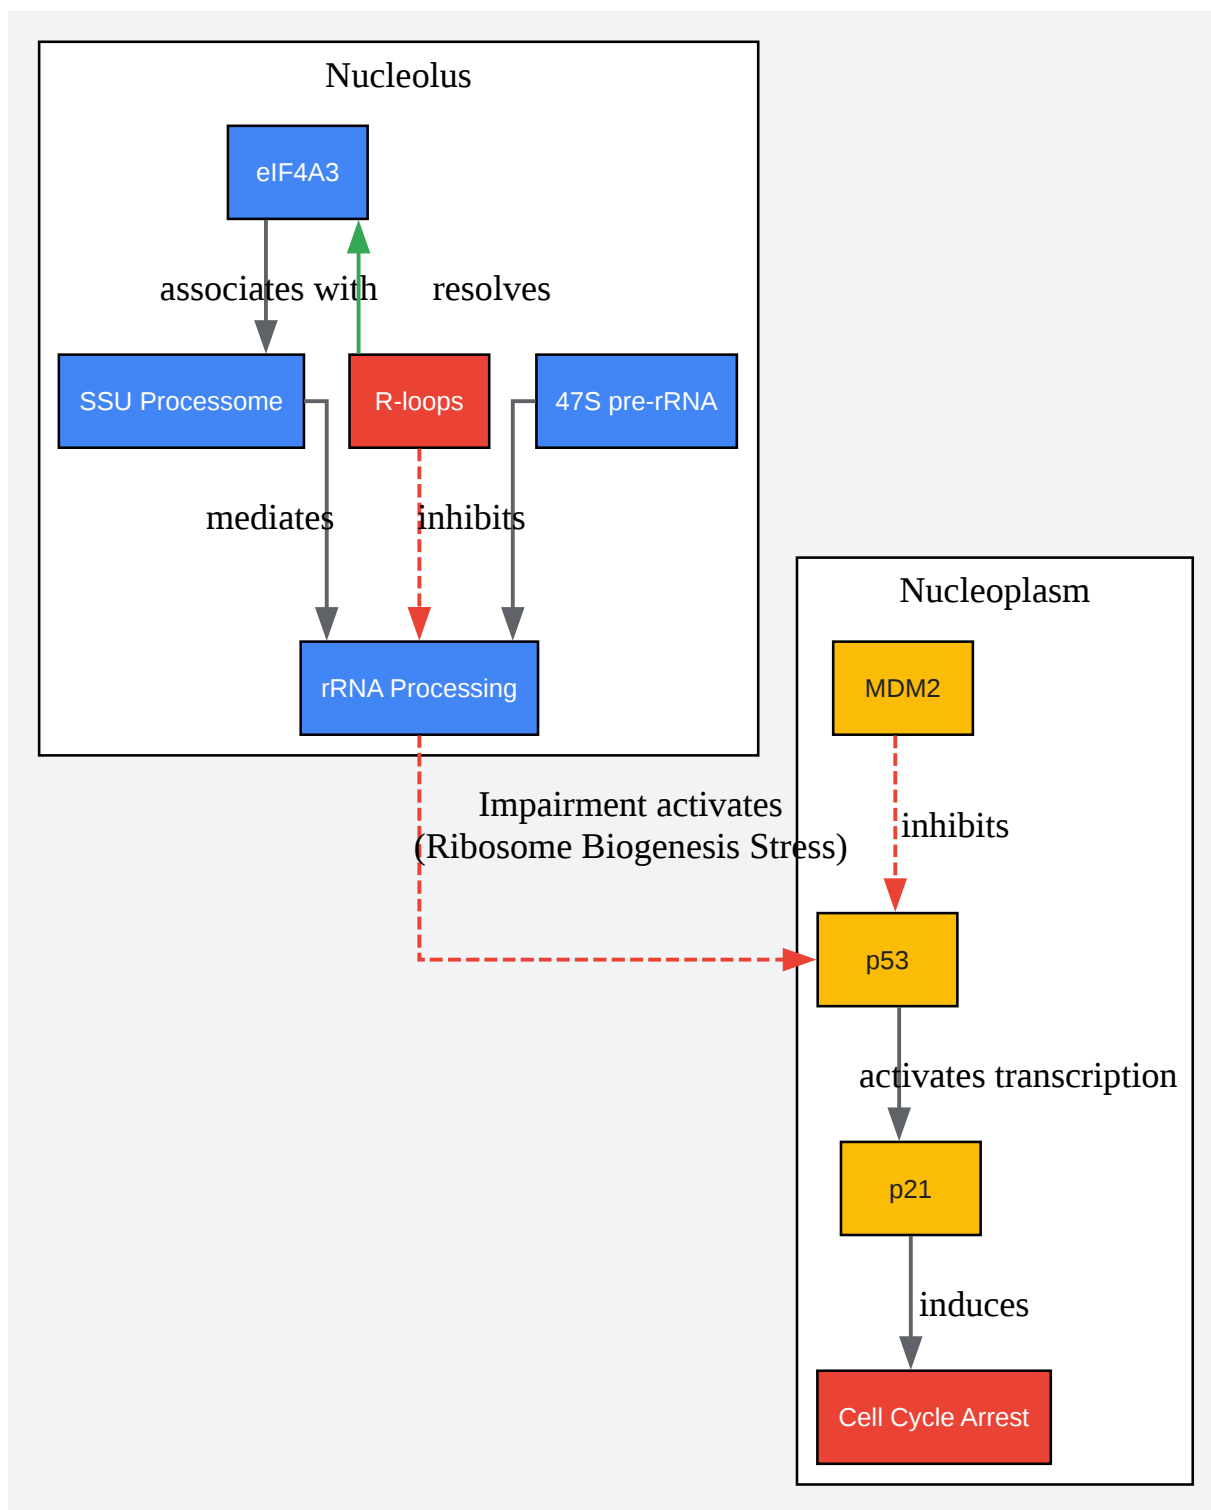 Nucleolus
eIF4A3
associates with
resolves
SSU Processome
R-loops
47S pre-rRNA
mediates
inhibits
rRNA Processing
Nucleoplasm
MDM2
Impairment activates
(Ribosome Biogenesis Stress)
inhibits
p53
activates transcription
p21
induces
Cell Cycle Arrest